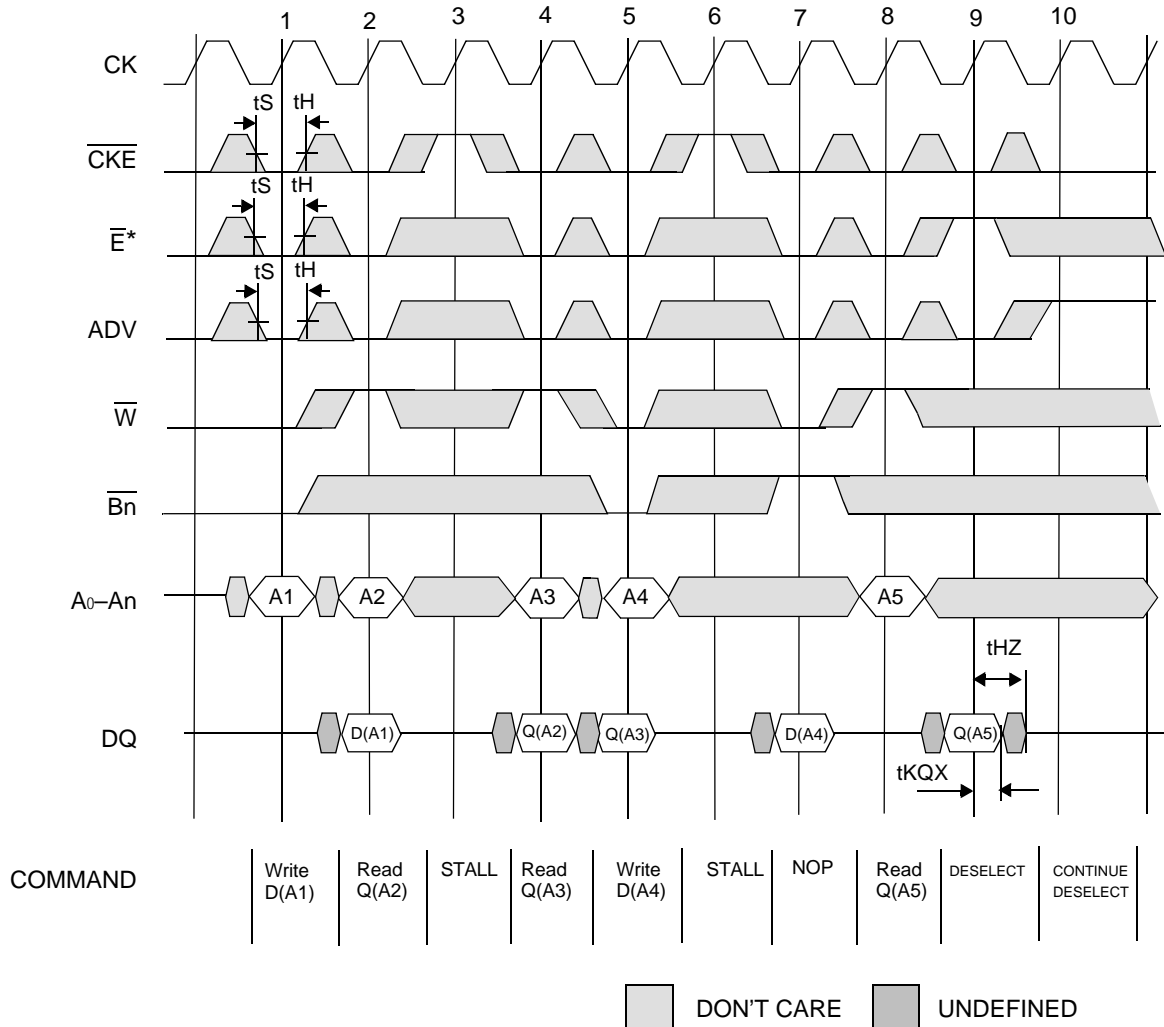 1 2 3 4 5 6 7 8 9 10
CK
tS tH
CKE
tS tH
E*
tS tH
ADV
W
Bn
A0–An A1 A2 A3 A4 A5
tHZ
DQ D(A1) Q(A2) Q(A3) D(A4) Q(A5)
tKQX
COMMAND
Write
D(A1)
Read
Q(A2)
STALL
Read
Q(A3)
Write
D(A4)
STALL
NOP
Read
Q(A5)
DESELECT
CONTINUE
DESELECT
DON'T CARE
UNDEFINED